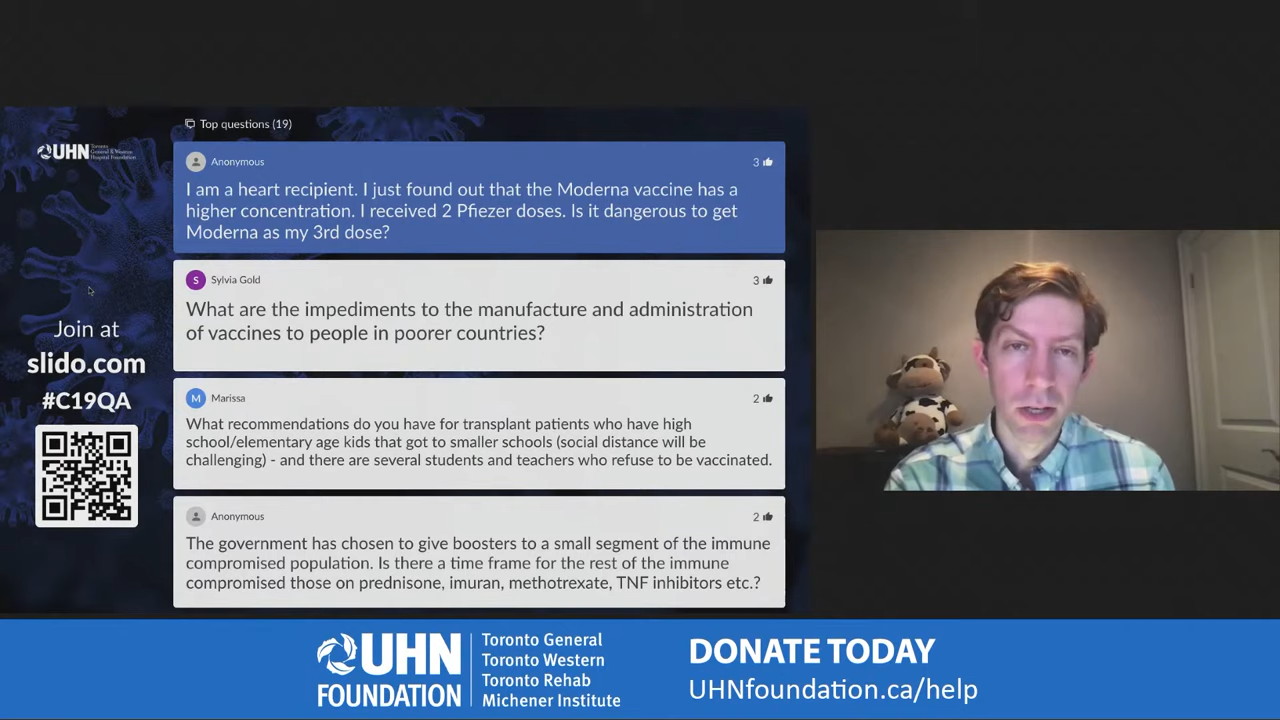 Top questions (19)
UHN Toronto
General & Western
Hospital Foundation
Anonymous
3
I am a heart recipient. I just found out that the Moderna vaccine has a
higher concentration. I received 2 Pfiezer doses. Is it dangerous to get
Moderna as my 3rd dose?
S Sylvia Gold
3
What are the impediments to the manufacture and administration
of vaccines to people in poorer countries?
Join at
slido.com
#C19QA
M Marissa
2
What recommendations do you have for transplant patients who have high
school/elementary age kids that got to smaller schools (social distance will be
challenging) - and there are several students and teachers who refuse to be vaccinated.
Anonymous
2
The government has chosen to give boosters to a small segment of the immune
compromised population. Is there a time frame for the rest of the immune
compromised those on prednisone, imuran, methotrexate, TNF inhibitors etc.?
UHN
FOUNDATION
Toronto General
Toronto Western
Toronto Rehab
Michener Institute
DONATE TODAY
UHNfoundation.ca/help